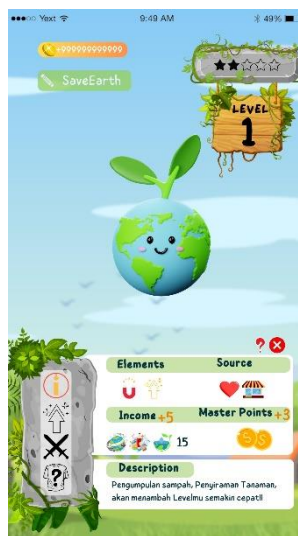 Yext
9:49 AM
49%
+999999999999
SaveEarth
LEVEL
1
?
Elements
Source
Income +5
Master Points +3
15
S S
Description
Pengumpulan sampah, Penyiraman Tanaman,
akan menambah Levelmu semakin cepat!!
i
?